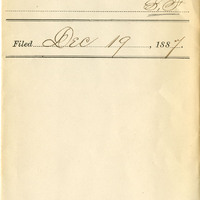 F. F.
Filed Dec 19, 1887.